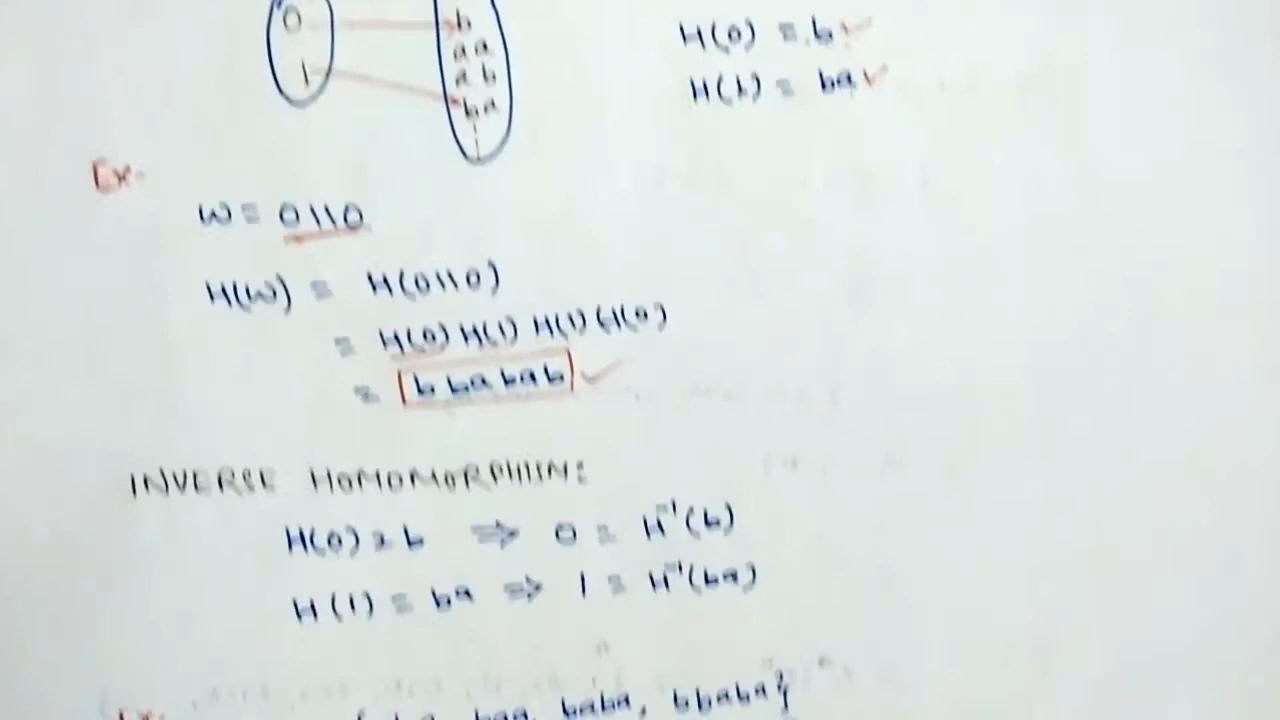 0 b H(0) = b
aa
1 ab H(1) = ba
ba
Ex.
W = 0110
H(W) = H(0110)
= H(0) H(1) H(1) H(0)
= b ba ba b
INVERSE HOMOMORPHISM:
H(0) = b ⇒ 0 = H⁻¹(b)
H(1) = ba ⇒ 1 = H⁻¹(ba)
Ex. baba, bbaba}